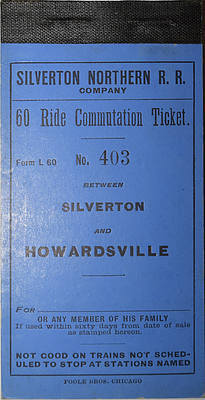 SILVERTON NORTHERN R. R.
COMPANY
60 Ride Commutation Ticket.
Form L 60 No. 403
BETWEEN
SILVERTON
AND
HOWARDSVILLE
FOR
OR ANY MEMBER OF HIS FAMILY
If used within sixty days from date of sale
as stamped hereon.
NOT GOOD ON TRAINS NOT SCHED-
ULED TO STOP AT STATIONS NAMED
POOLE BROS. CHICAGO